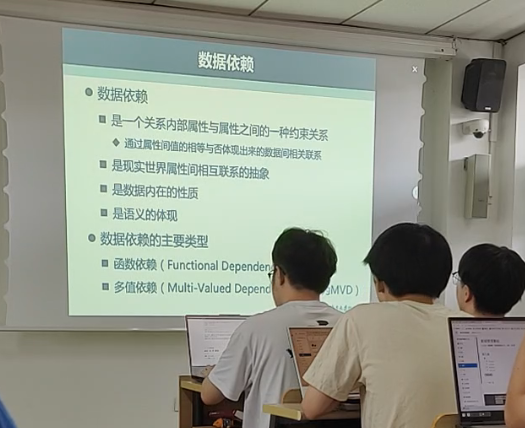 数据依赖
● 数据依赖
■ 是一个关系内部属性与属性之间的一种约束关系
◆ 通过属性间值的相等与否体现出来的数据间相关联系
■ 是现实世界属性间相互联系的抽象
■ 是数据内在的性质
■ 是语义的体现
● 数据依赖的主要类型
■ 函数依赖（Functional Depende
■ 多值依赖（Multi-Valued Depend MVD）